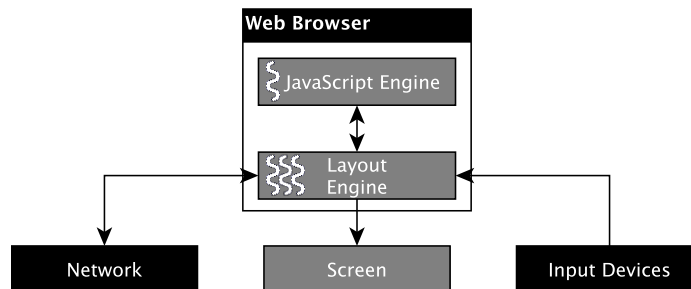 Web Browser
JavaScript Engine
Layout
Engine
Network
Screen
Input Devices